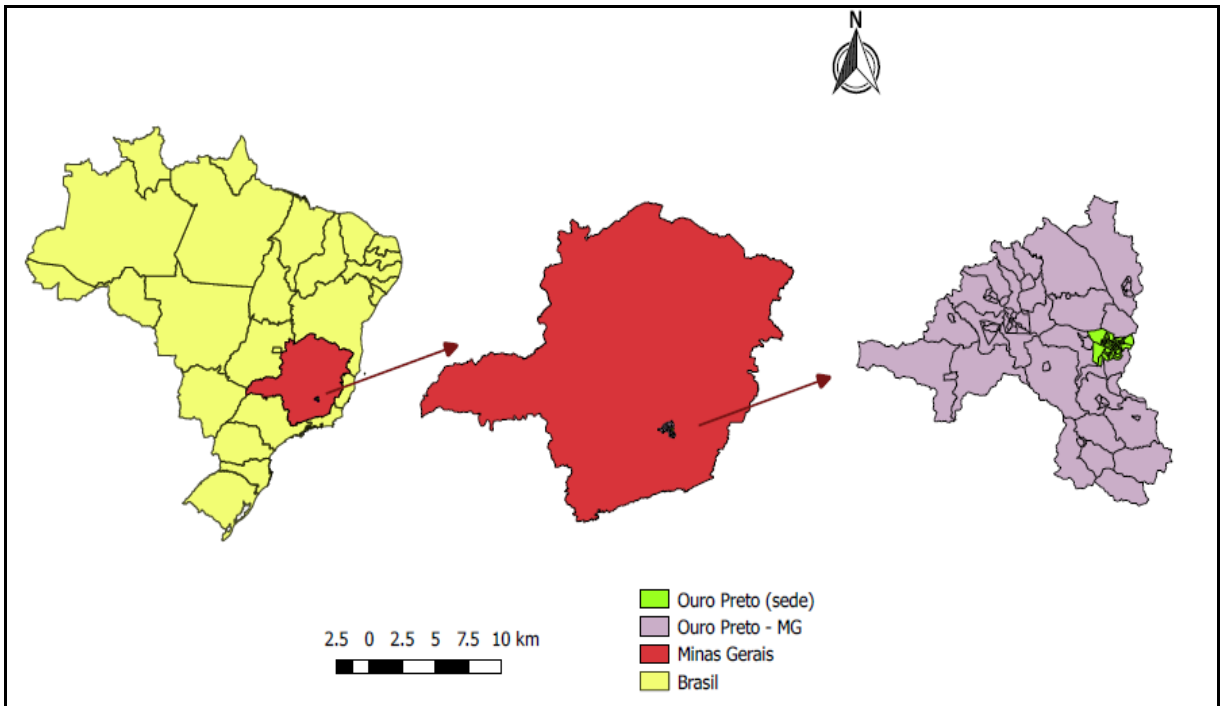 N
Ouro Preto (sede)
Ouro Preto - MG
Minas Gerais
Brasil
2.5 0 2.5 5 7.5 10 km